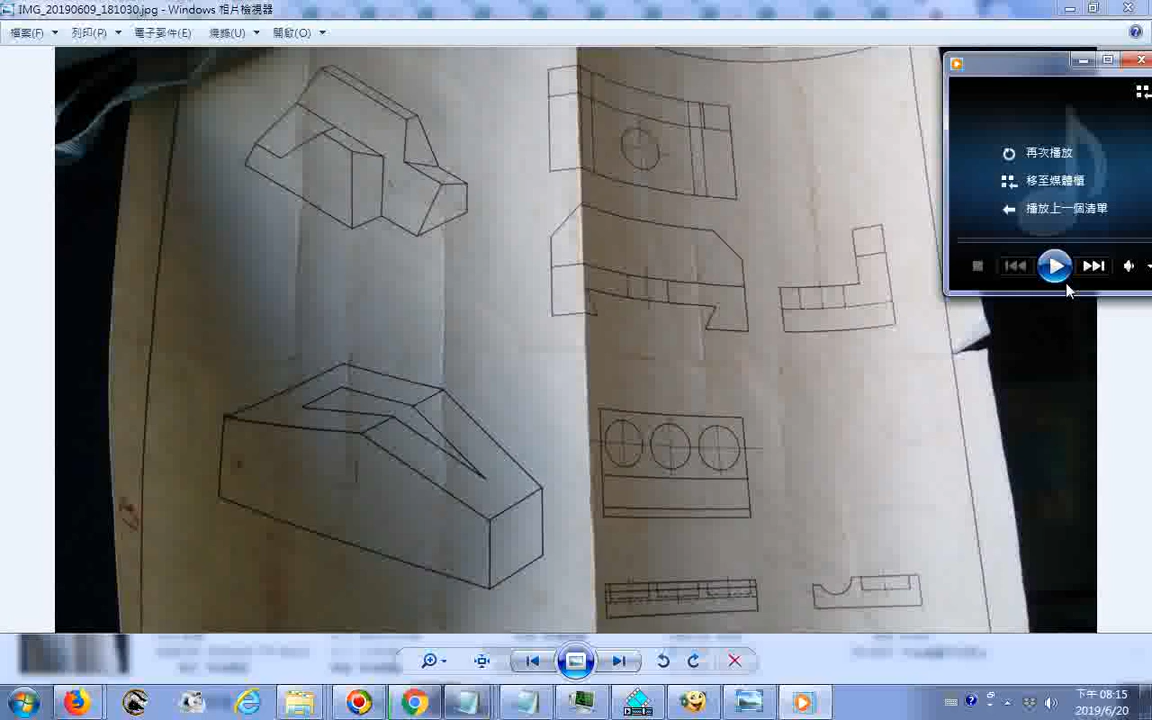 IMG_20190609_181030.jpg - Windows 相片檢視器
檔案(F) 列印(P) 電子郵件(E) 燒錄(U) 開啟(O)
再次播放
移至媒體櫃
播放上一個清單
下午 08:15
2019/6/20